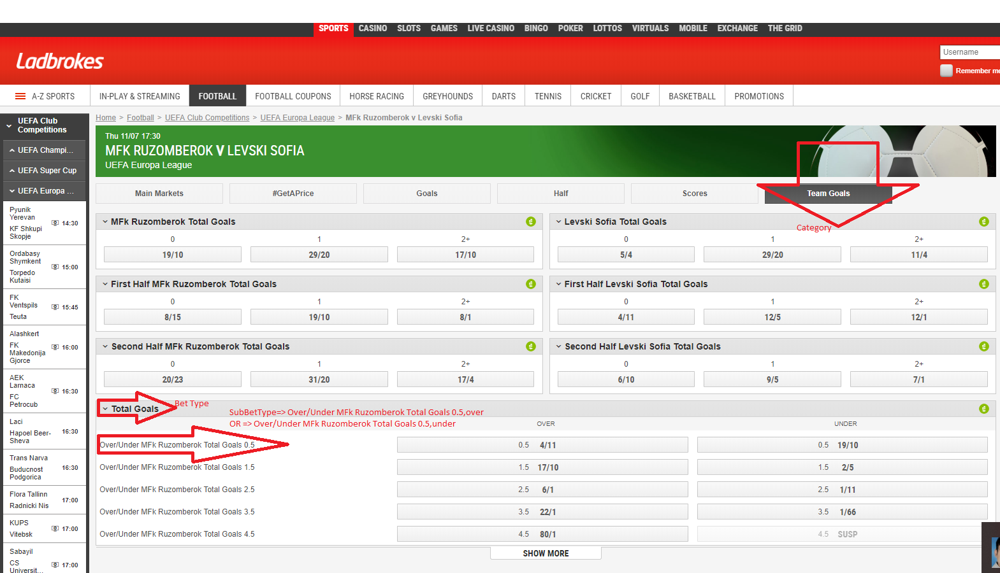 SPORTS CASINO SLOTS GAMES LIVE CASINO BINGO POKER LOTTOS VIRTUALS MOBILE EXCHANGE THE GRID
Ladbrokes
Username
Remember me
A-Z SPORTS IN-PLAY & STREAMING FOOTBALL FOOTBALL COUPONS HORSE RACING GREYHOUNDS DARTS TENNIS CRICKET GOLF BASKETBALL PROMOTIONS
UEFA Club
Competitions
UEFA Champi...
UEFA Super Cup
UEFA Europa ...
Pyunik
Yerevan
14:30
KF Shkupi
Skopje
Ordabasy
Shymkent
15:00
Torpedo
Kutaisi
FK
Ventspils
15:45
Teuta
Alashkert
16:00
FK
Makedonija
Gjorce
AEK
Larnaca
16:30
FC
Petrocub
Laci
16:30
Hapoel Beer-
Sheva
Trans Narva
16:30
Buducnost
Podgorica
Flora Tallinn
17:00
Radnicki Nis
KUPS
17:00
Vitebsk
Sabayil
17:00
CS
Universit...
Home > Football > UEFA Club Competitions > UEFA Europa League > MFk Ruzomberok v Levski Sofia
Thu 11/07 17:30
MFK RUZOMBEROK V LEVSKI SOFIA
UEFA Europa League
Main Markets #GetAPrice Goals Half Scores Team Goals
Category
MFk Ruzomberok Total Goals
0 1 2+
19/10 29/20 17/10
Levski Sofia Total Goals
0 1 2+
5/4 29/20 11/4
First Half MFk Ruzomberok Total Goals
0 1 2+
8/15 19/10 8/1
First Half Levski Sofia Total Goals
0 1 2+
4/11 12/5 12/1
Second Half MFk Ruzomberok Total Goals
0 1 2+
20/23 31/20 17/4
Second Half Levski Sofia Total Goals
0 1 2+
6/10 9/5 7/1
Total Goals
Bet Type
SubBetType=> Over/Under MFk Ruzomberok Total Goals 0.5,over
OR => Over/Under MFk Ruzomberok Total Goals 0.5,under
OVER UNDER
Over/Under MFk Ruzomberok Total Goals 0.5 0.5 4/11 0.5 19/10
Over/Under MFk Ruzomberok Total Goals 1.5 1.5 17/10 1.5 2/5
Over/Under MFk Ruzomberok Total Goals 2.5 2.5 6/1 2.5 1/11
Over/Under MFk Ruzomberok Total Goals 3.5 3.5 22/1 3.5 1/66
Over/Under MFk Ruzomberok Total Goals 4.5 4.5 80/1 4.5 SUSP
SHOW MORE